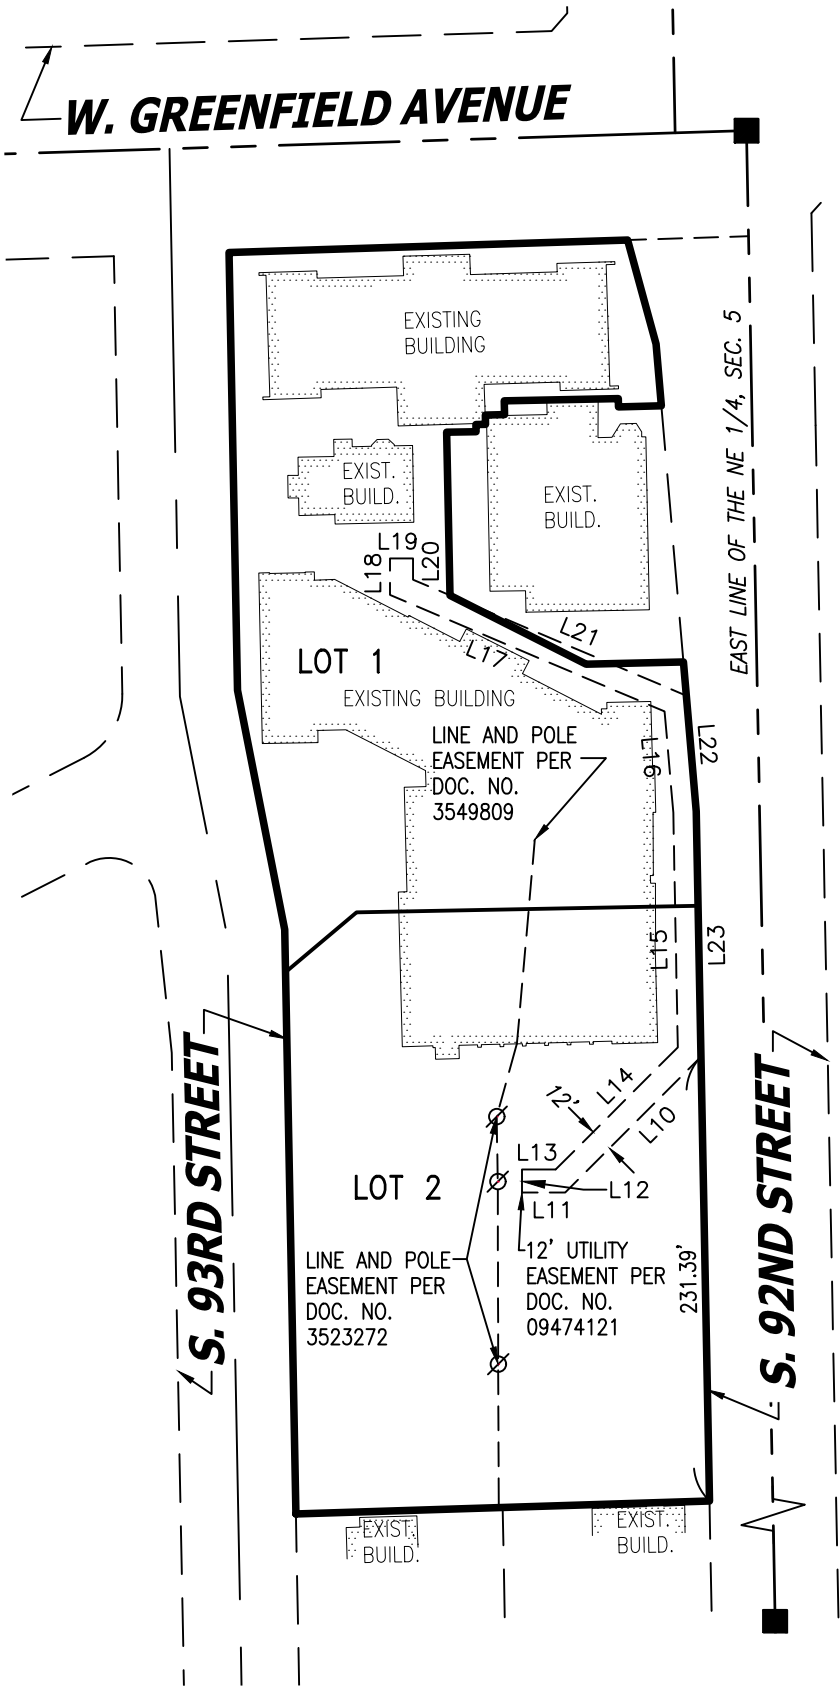 W. GREENFIELD AVENUE
EXISTING
BUILDING
EAST LINE OF THE NE 1/4, SEC. 5
EXIST.
BUILD.
EXIST.
BUILD.
L19
L18
L20
L21
L17
LOT 1
EXISTING BUILDING
LINE AND POLE
EASEMENT PER
DOC. NO.
3549809
L16
L22
L15
L23
S. 93RD STREET
S. 92ND STREET
12'
L14
L10
L13
L12
L11
LOT 2
LINE AND POLE
EASEMENT PER
DOC. NO.
3523272
12' UTILITY
EASEMENT PER
DOC. NO.
09474121
231.39'
EXIST.
BUILD.
EXIST.
BUILD.